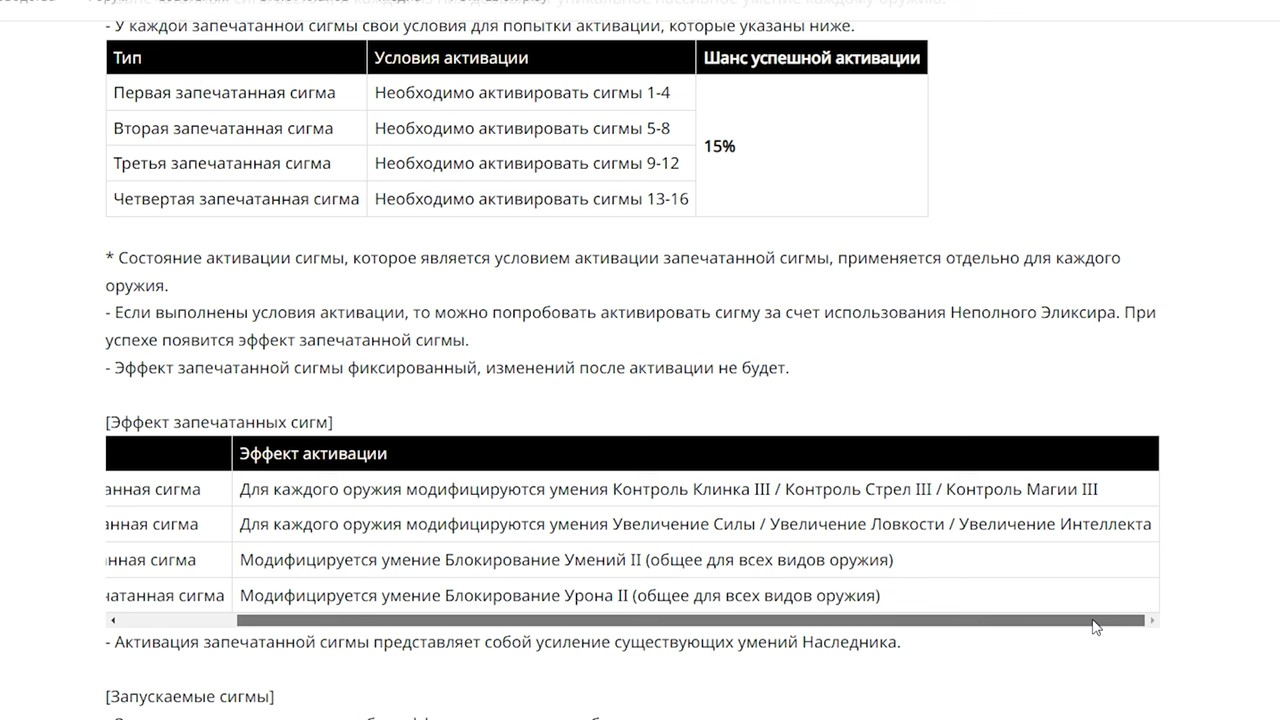 - У каждой запечатанной сигмы свои условия для попытки активации, которые указаны ниже.
Тип Условия активации Шанс успешной активации
Первая запечатанная сигма Необходимо активировать сигмы 1-4
Вторая запечатанная сигма Необходимо активировать сигмы 5-8
15%
Третья запечатанная сигма Необходимо активировать сигмы 9-12
Четвертая запечатанная сигма Необходимо активировать сигмы 13-16
* Состояние активации сигмы, которое является условием активации запечатанной сигмы, применяется отдельно для каждого
оружия.
- Если выполнены условия активации, то можно попробовать активировать сигму за счет использования Неполного Эликсира. При
успехе появится эффект запечатанной сигмы.
- Эффект запечатанной сигмы фиксированный, изменений после активации не будет.
[Эффект запечатанных сигм]
Эффект активации
анная сигма Для каждого оружия модифицируются умения Контроль Клинка III / Контроль Стрел III / Контроль Магии III
анная сигма Для каждого оружия модифицируются умения Увеличение Силы / Увеличение Ловкости / Увеличение Интеллекта
нная сигма Модифицируется умение Блокирование Умений II (общее для всех видов оружия)
чатанная сигма Модифицируется умение Блокирование Урона II (общее для всех видов оружия)
- Активация запечатанной сигмы представляет собой усиление существующих умений Наследника.
[Запускаемые сигмы]